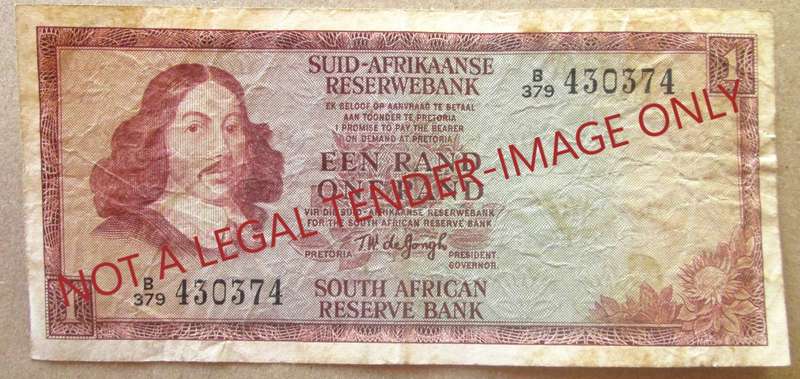 1
SUID-AFRIKAANSE
RESERWEBANK
B/379 430374
EK BELOOF OP AANVRAAG TE BETAAL
AAN TOONDER TE PRETORIA
I PROMISE TO PAY THE BEARER
ON DEMAND AT PRETORIA
EEN RAND
ONE RAND
VIR DIE SUID-AFRIKAANSE RESERWEBANK
FOR THE SOUTH AFRICAN RESERVE BANK
T W de Jongh
PRETORIA PRESIDENT
GOVERNOR.
B/379 430374
SOUTH AFRICAN
RESERVE BANK
1
NOT A LEGAL TENDER-IMAGE ONLY